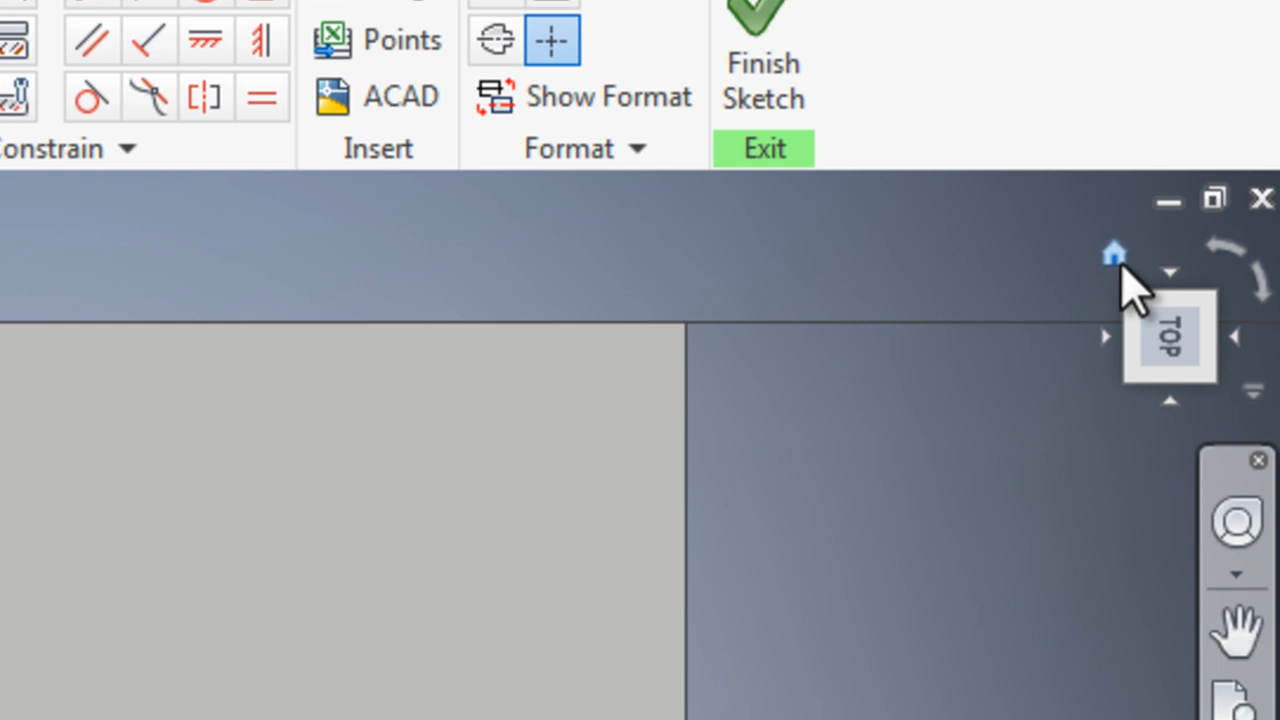 Points
Finish
Sketch
ACAD
Show Format
onstrain
Insert
Format
Exit
TOP